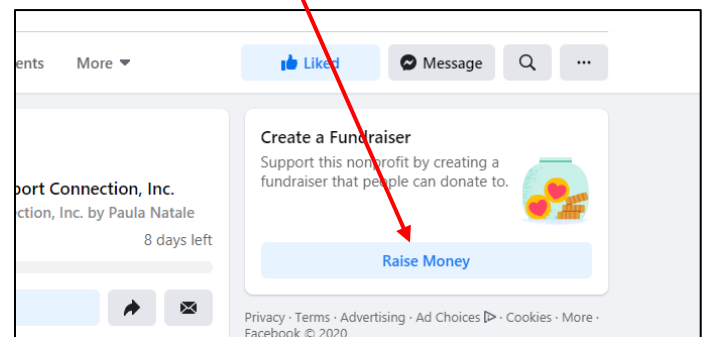 ents More
Liked Message
port Connection, Inc.
ction, Inc. by Paula Natale
8 days left
Create a Fundraiser
Support this nonprofit by creating a
fundraiser that people can donate to.
Raise Money
Privacy · Terms · Advertising · Ad Choices · Cookies · More ·
Facebook © 2020